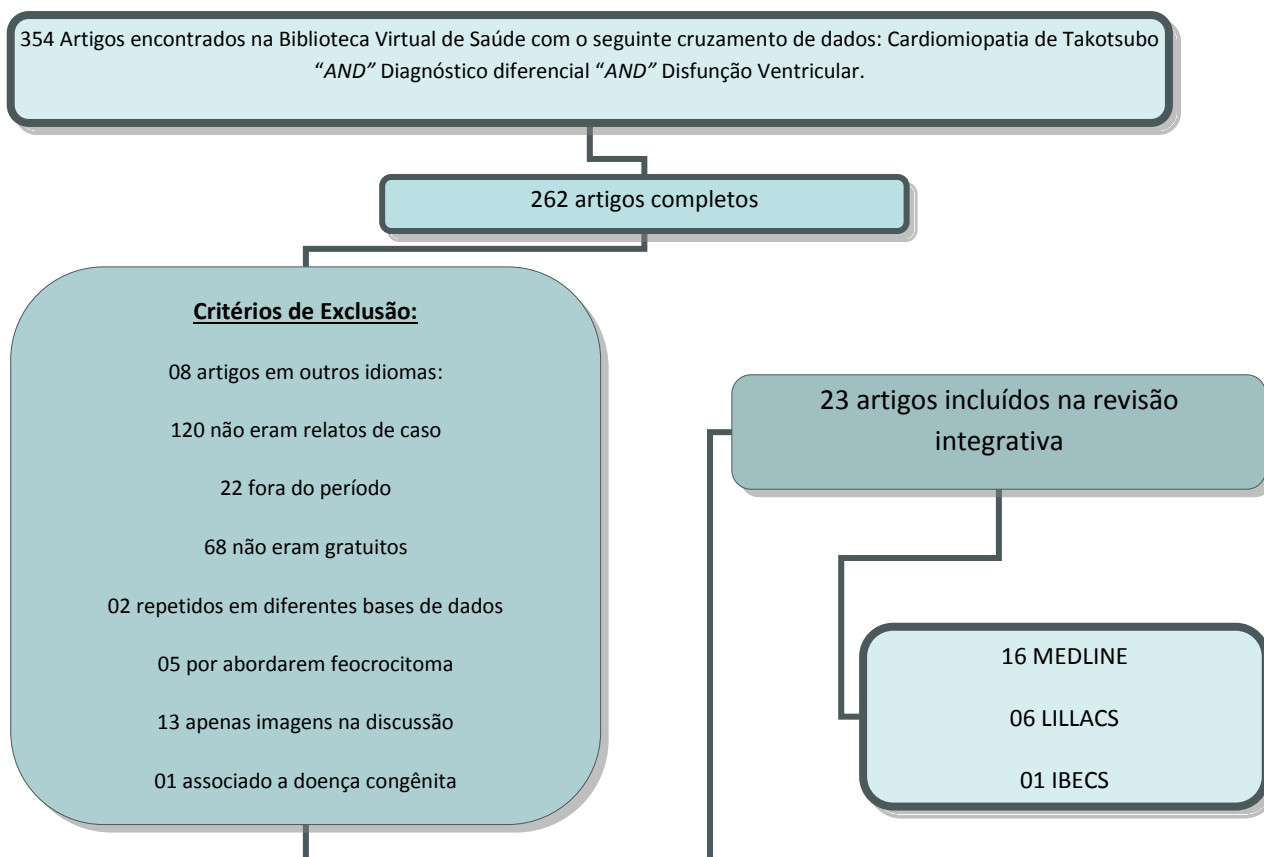 354 Artigos encontrados na Biblioteca Virtual de Saúde com o seguinte cruzamento de dados: Cardiomiopatia de Takotsubo
“AND” Diagnóstico diferencial “AND” Disfunção Ventricular.
262 artigos completos
Critérios de Exclusão:
08 artigos em outros idiomas:
120 não eram relatos de caso
22 fora do período
68 não eram gratuitos
02 repetidos em diferentes bases de dados
05 por abordarem feocrocitoma
13 apenas imagens na discussão
01 associado a doença congênita
23 artigos incluídos na revisão
integrativa
16 MEDLINE
06 LILLACS
01 IBECS